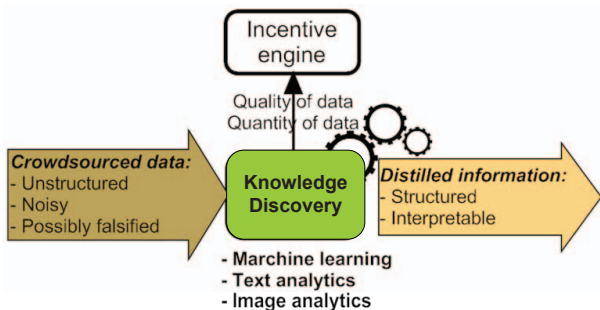 Incentive
engine
Quality of data
Quantity of data
Crowdsourced data:
- Unstructured
- Noisy
- Possibly falsified
Knowledge
Discovery
Distilled information:
- Structured
- Interpretable
- Marchine learning
- Text analytics
- Image analytics